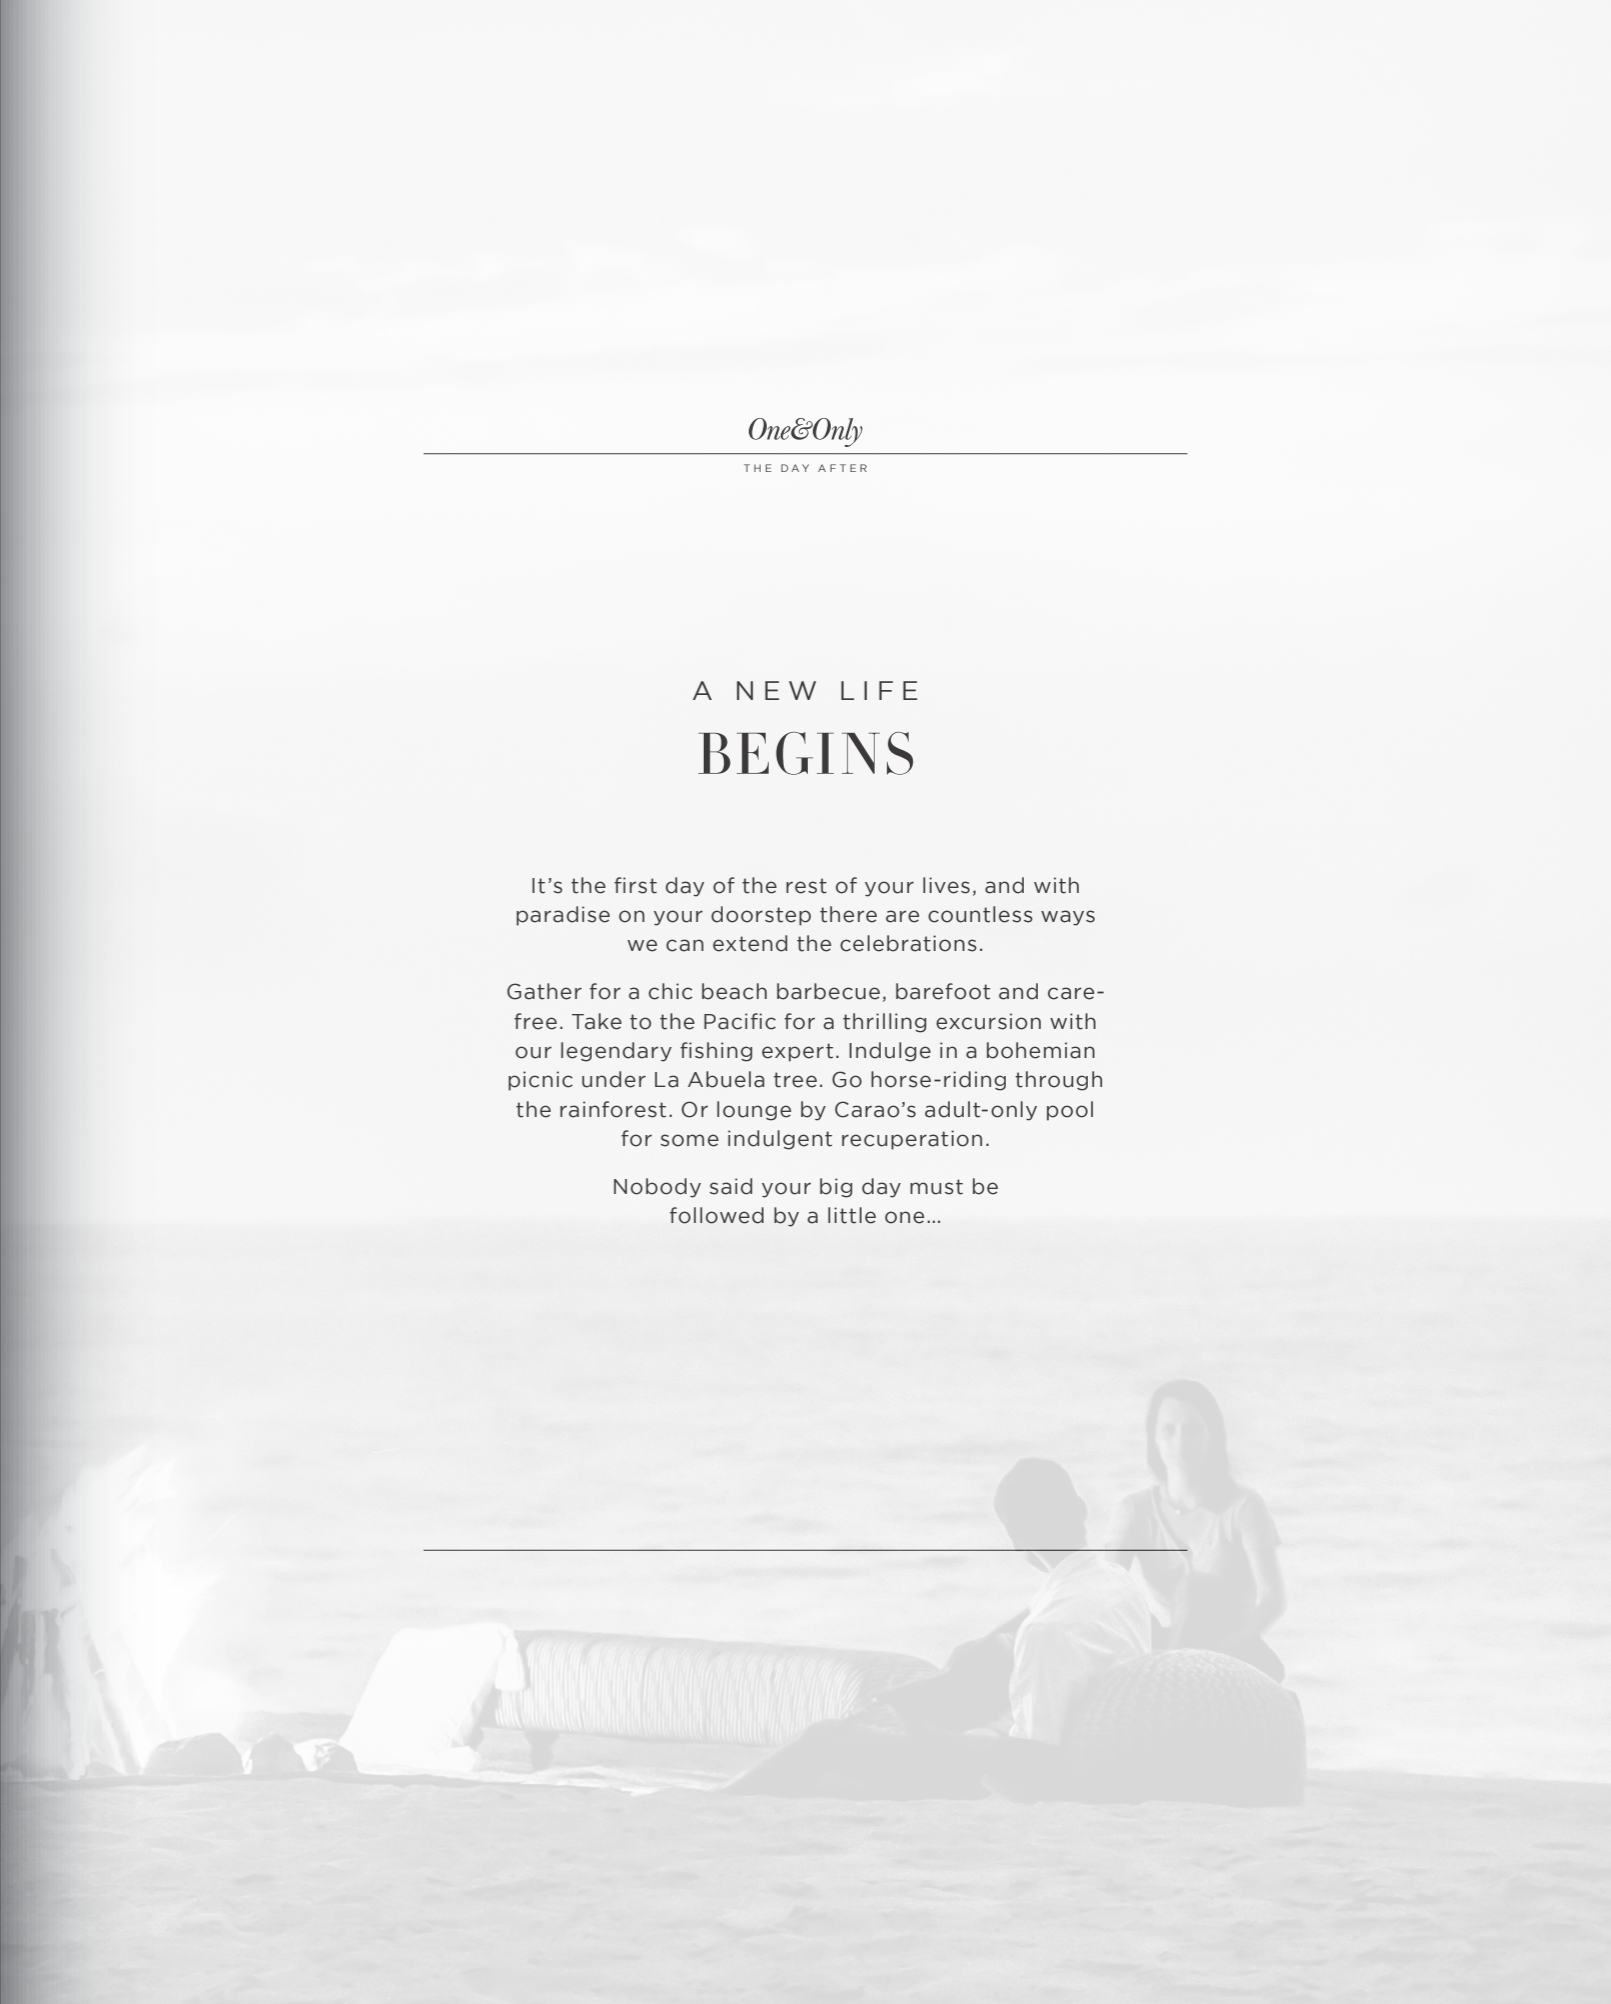 One&Only
THE DAY AFTER
A NEW LIFE
BEGINS
It’s the first day of the rest of your lives, and with
paradise on your doorstep there are countless ways
we can extend the celebrations.
Gather for a chic beach barbecue, barefoot and care-
free. Take to the Pacific for a thrilling excursion with
our legendary fishing expert. Indulge in a bohemian
picnic under La Abuela tree. Go horse-riding through
the rainforest. Or lounge by Carao’s adult-only pool
for some indulgent recuperation.
Nobody said your big day must be
followed by a little one...